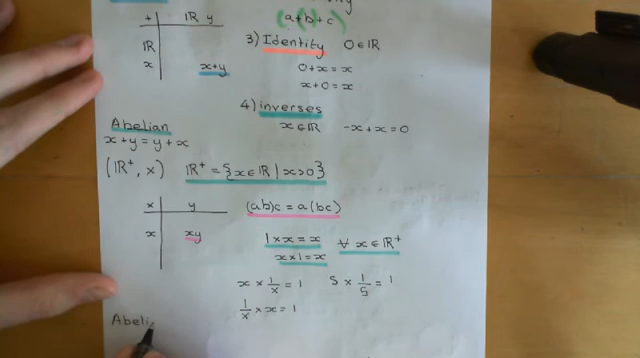 + | ℝ y
ℝ
x | x+y
(a+b+c)
3) Identity 0∈ℝ
0+x=x
x+0=x
4) inverses
x∈ℝ -x+x=0
Abelian
x+y=y+x
(ℝ⁺, ×) ℝ⁺={x∈ℝ|x>0}
× | y
x | xy
(ab)c=a(bc)
1×x=x ∀ x∈ℝ⁺
x×1=x
x×1/x=1 5×1/5=1
1/x×x=1
Abeli